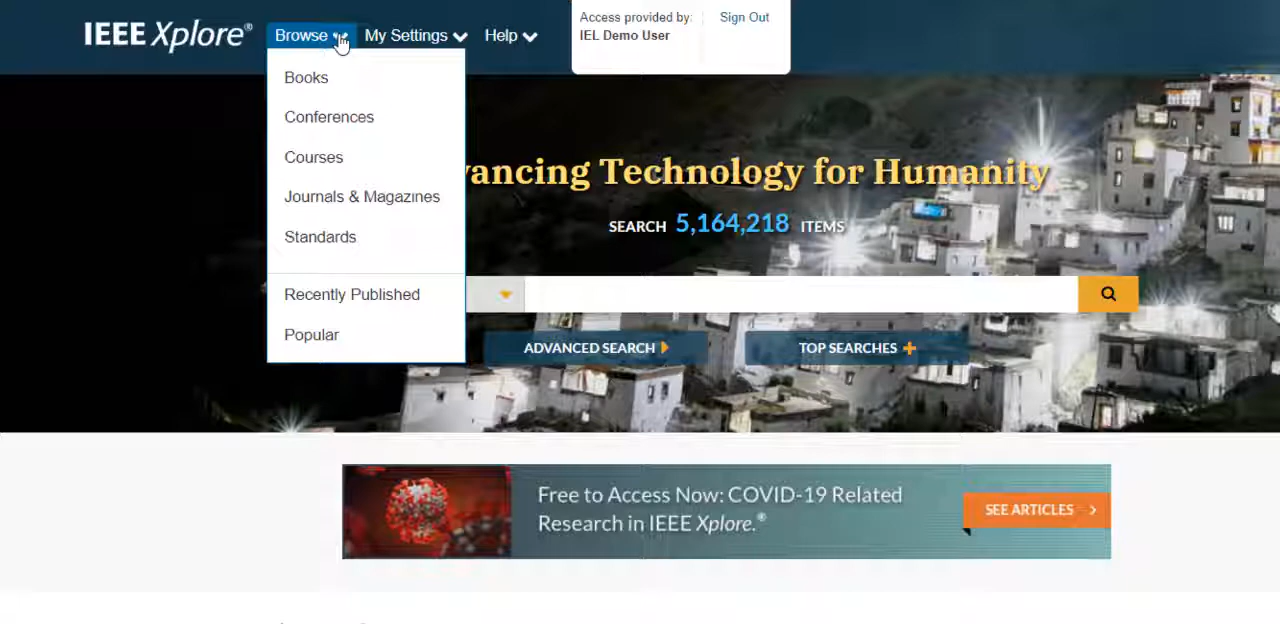 IEEE Xplore®
Browse
My Settings
Help
Access provided by:
IEL Demo User
Sign Out
Books
Conferences
Courses
Journals & Magazines
Standards
Recently Published
Popular
vancing Technology for Humanity
SEARCH 5,164,218 ITEMS
ADVANCED SEARCH
TOP SEARCHES
Free to Access Now: COVID-19 Related
Research in IEEE Xplore.®
SEE ARTICLES